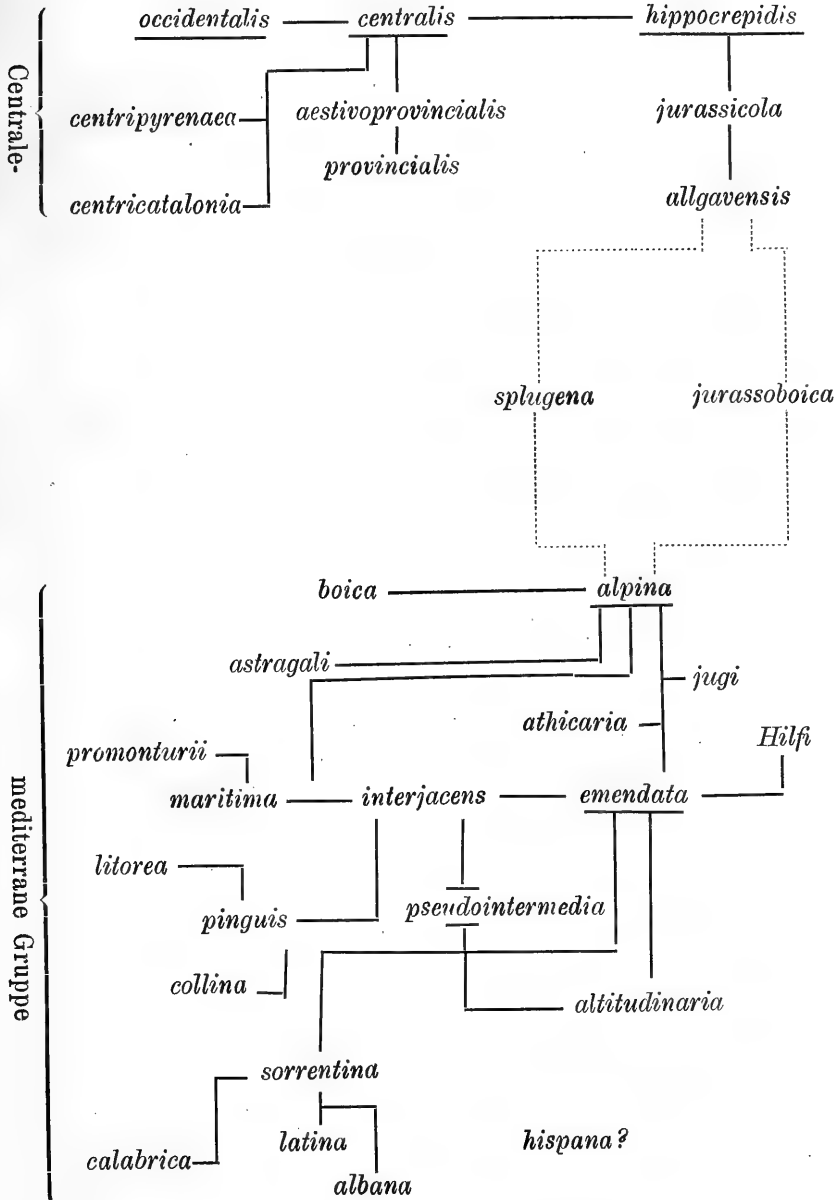 occidentalis centralis hippocrepidis
Centrale-
centripyrenaea aestivoprovincialis jurassicola
provincialis
centricatalonia allgavensis
splugena jurassoboica
boica alpina
astragali jugi
athicaria
promonturii Hilfi
maritima interjacens emendata
mediterrane Gruppe
litorea
pinguis pseudointermedia
collina altitudinaria
sorrentina
latina hispana?
calabrica
albana